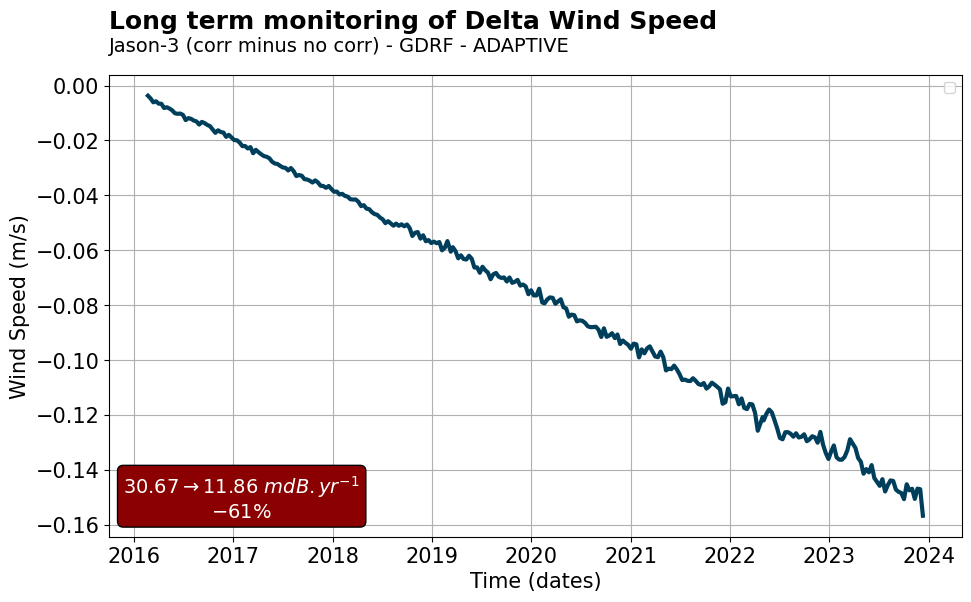 Long term monitoring of Delta Wind Speed
Jason-3 (corr minus no corr) - GDRF - ADAPTIVE
Wind Speed (m/s)
0.00
−0.02
−0.04
−0.06
−0.08
−0.10
−0.12
−0.14
−0.16
30.67→11.86 mdB.yr⁻¹
−61%
2016 2017 2018 2019 2020 2021 2022 2023 2024
Time (dates)